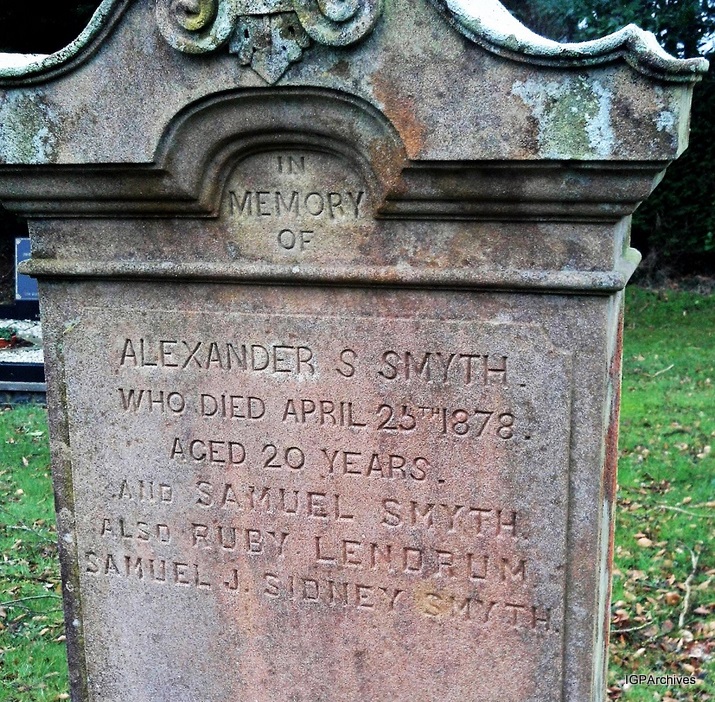 IN
MEMORY
OF
ALEXANDER S SMYTH.
WHO DIED APRIL 25TH 1878.
AGED 20 YEARS.
AND SAMUEL SMYTH.
ALSO RUBY LENDRUM
SAMUEL J. SIDNEY SMYTH.
IGPArchives